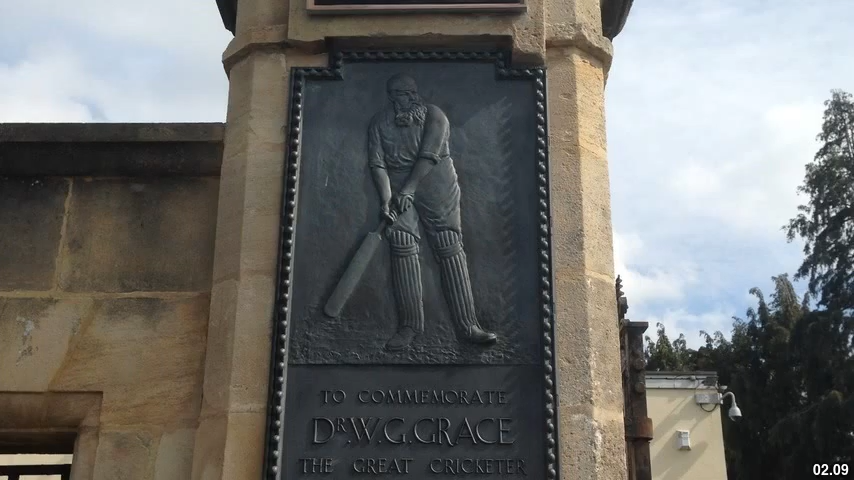 TO COMMEMORATE
DR. W.G. GRACE
THE GREAT CRICKETER
02.09